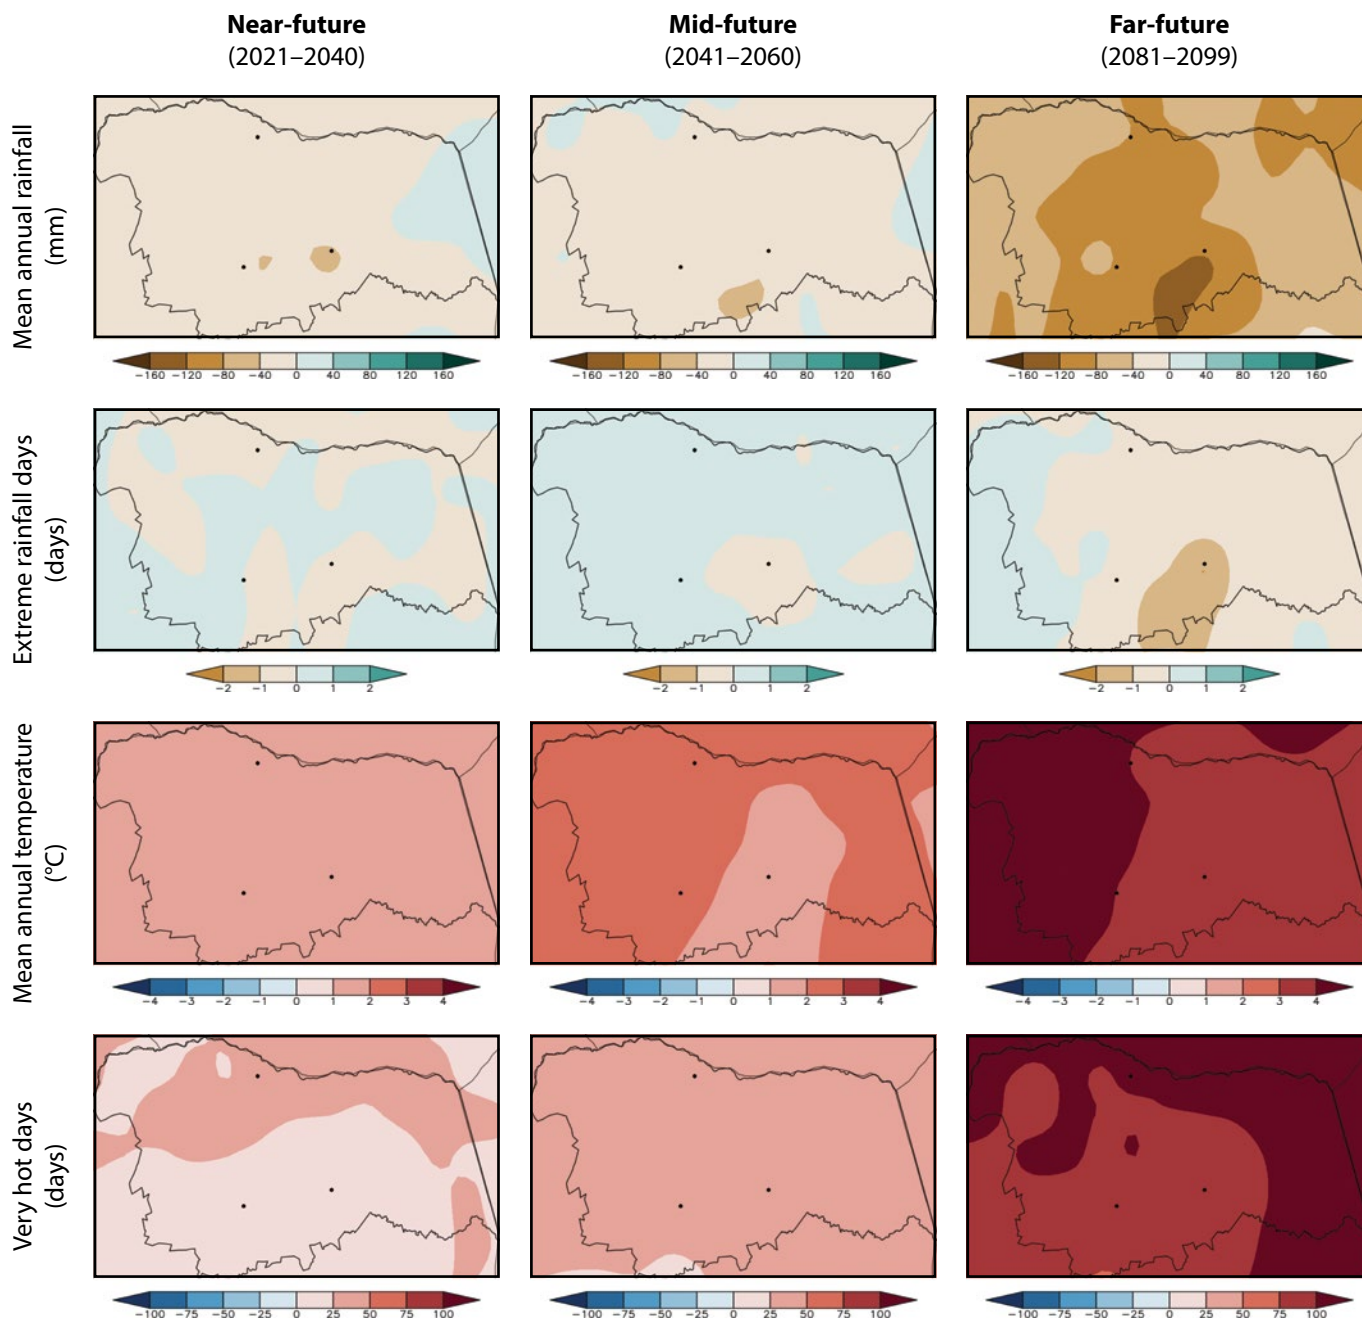 Near-future
(2021–2040)
Mid-future
(2041–2060)
Far-future
(2081–2099)
Mean annual rainfall
(mm)
−160 −120 −80 −40 0 40 80 120 160
−160 −120 −80 −40 0 40 80 120 160
−160 −120 −80 −40 0 40 80 120 160
Extreme rainfall days
(days)
−2 −1 0 1 2
−2 −1 0 1 2
−2 −1 0 1 2
Mean annual temperature
(°C)
−4 −3 −2 −1 0 1 2 3 4
−4 −3 −2 −1 0 1 2 3 4
−4 −3 −2 −1 0 1 2 3 4
Very hot days
(days)
−100 −75 −50 −25 0 25 50 75 100
−100 −75 −50 −25 0 25 50 75 100
−100 −75 −50 −25 0 25 50 75 100